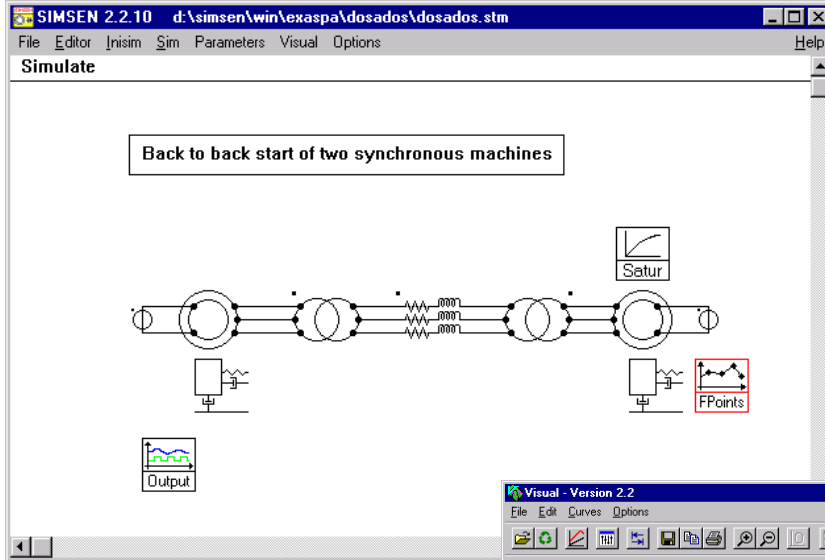 SIMSEN 2.2.10 d:\simsen\win\exaspa\dosados\dosados.stm
File Editor Inisim Sim Parameters Visual Options Help
Simulate
Back to back start of two synchronous machines
Satur
FPoints
Output
Visual - Version 2.2
File Edit Curves Options